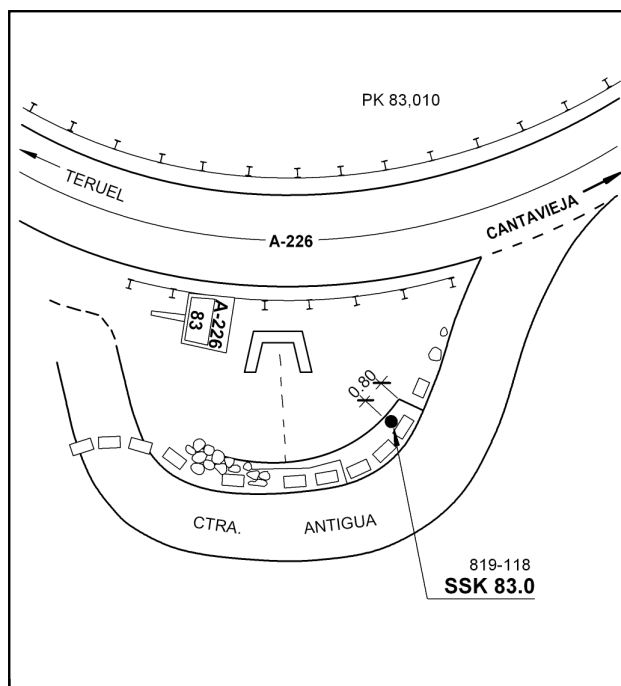 PK 83,010
TERUEL
A-226
CANTAVIEJA
A-226
83
0.80
CTRA. ANTIGUA
819-118
SSK 83.0